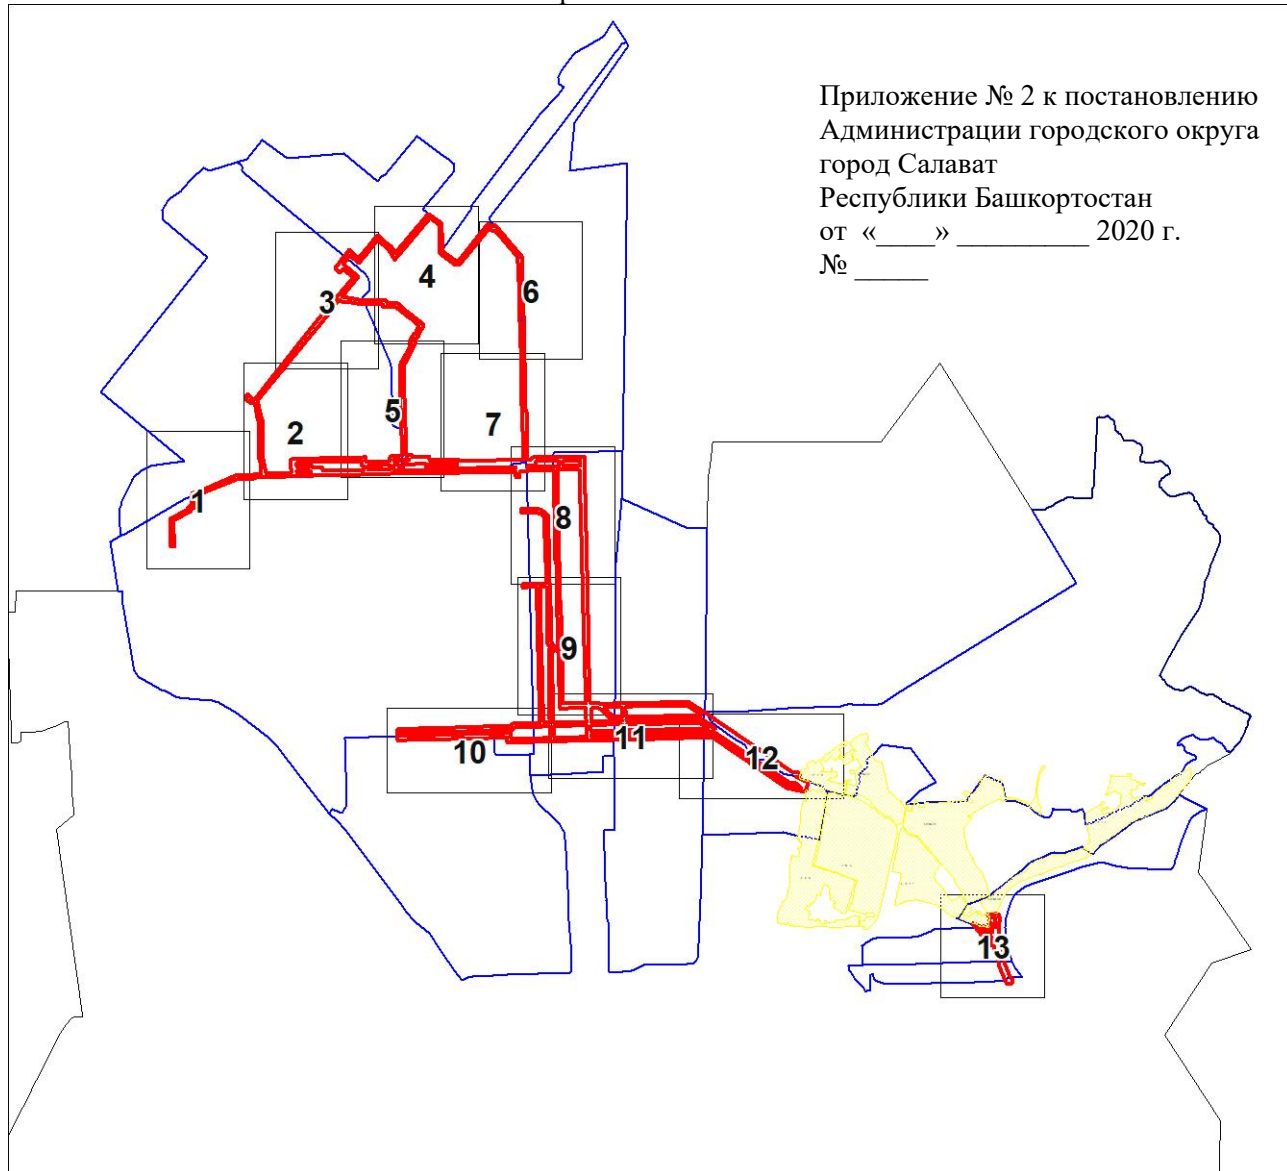 Приложение № 2 к постановлению
Администрации городского округа
город Салават
Республики Башкортостан
от «____» _________ 2020 г.
№ _____
4
6
3
5
7
2
1
8
9
11
10
12
13